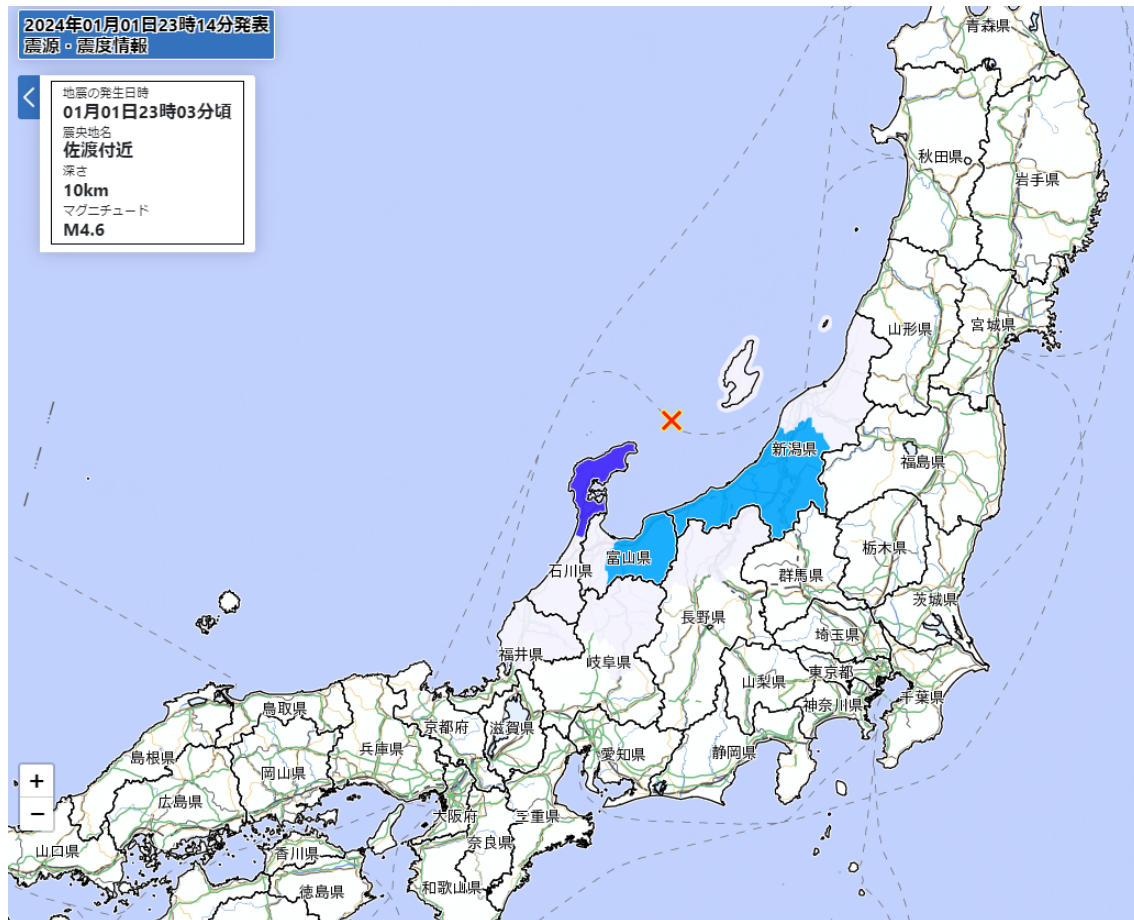 2024年01月01日23時14分発表
震源・震度情報
地震の発生日時
01月01日23時03分頃
震央地名
佐渡付近
深さ
10km
マグニチュード
M4.6
青森県
秋田県
岩手県
山形県
宮城県
新潟県
福島県
栃木県
富山県
石川県
群馬県
茨城県
長野県
埼玉県
福井県
岐阜県
東京都
山梨県
千葉県
神奈川県
鳥取県
京都府
滋賀県
兵庫県
愛知県
静岡県
島根県
岡山県
+
広島県
−
大阪府
三重県
奈良県
山口県
香川県
和歌山県
徳島県